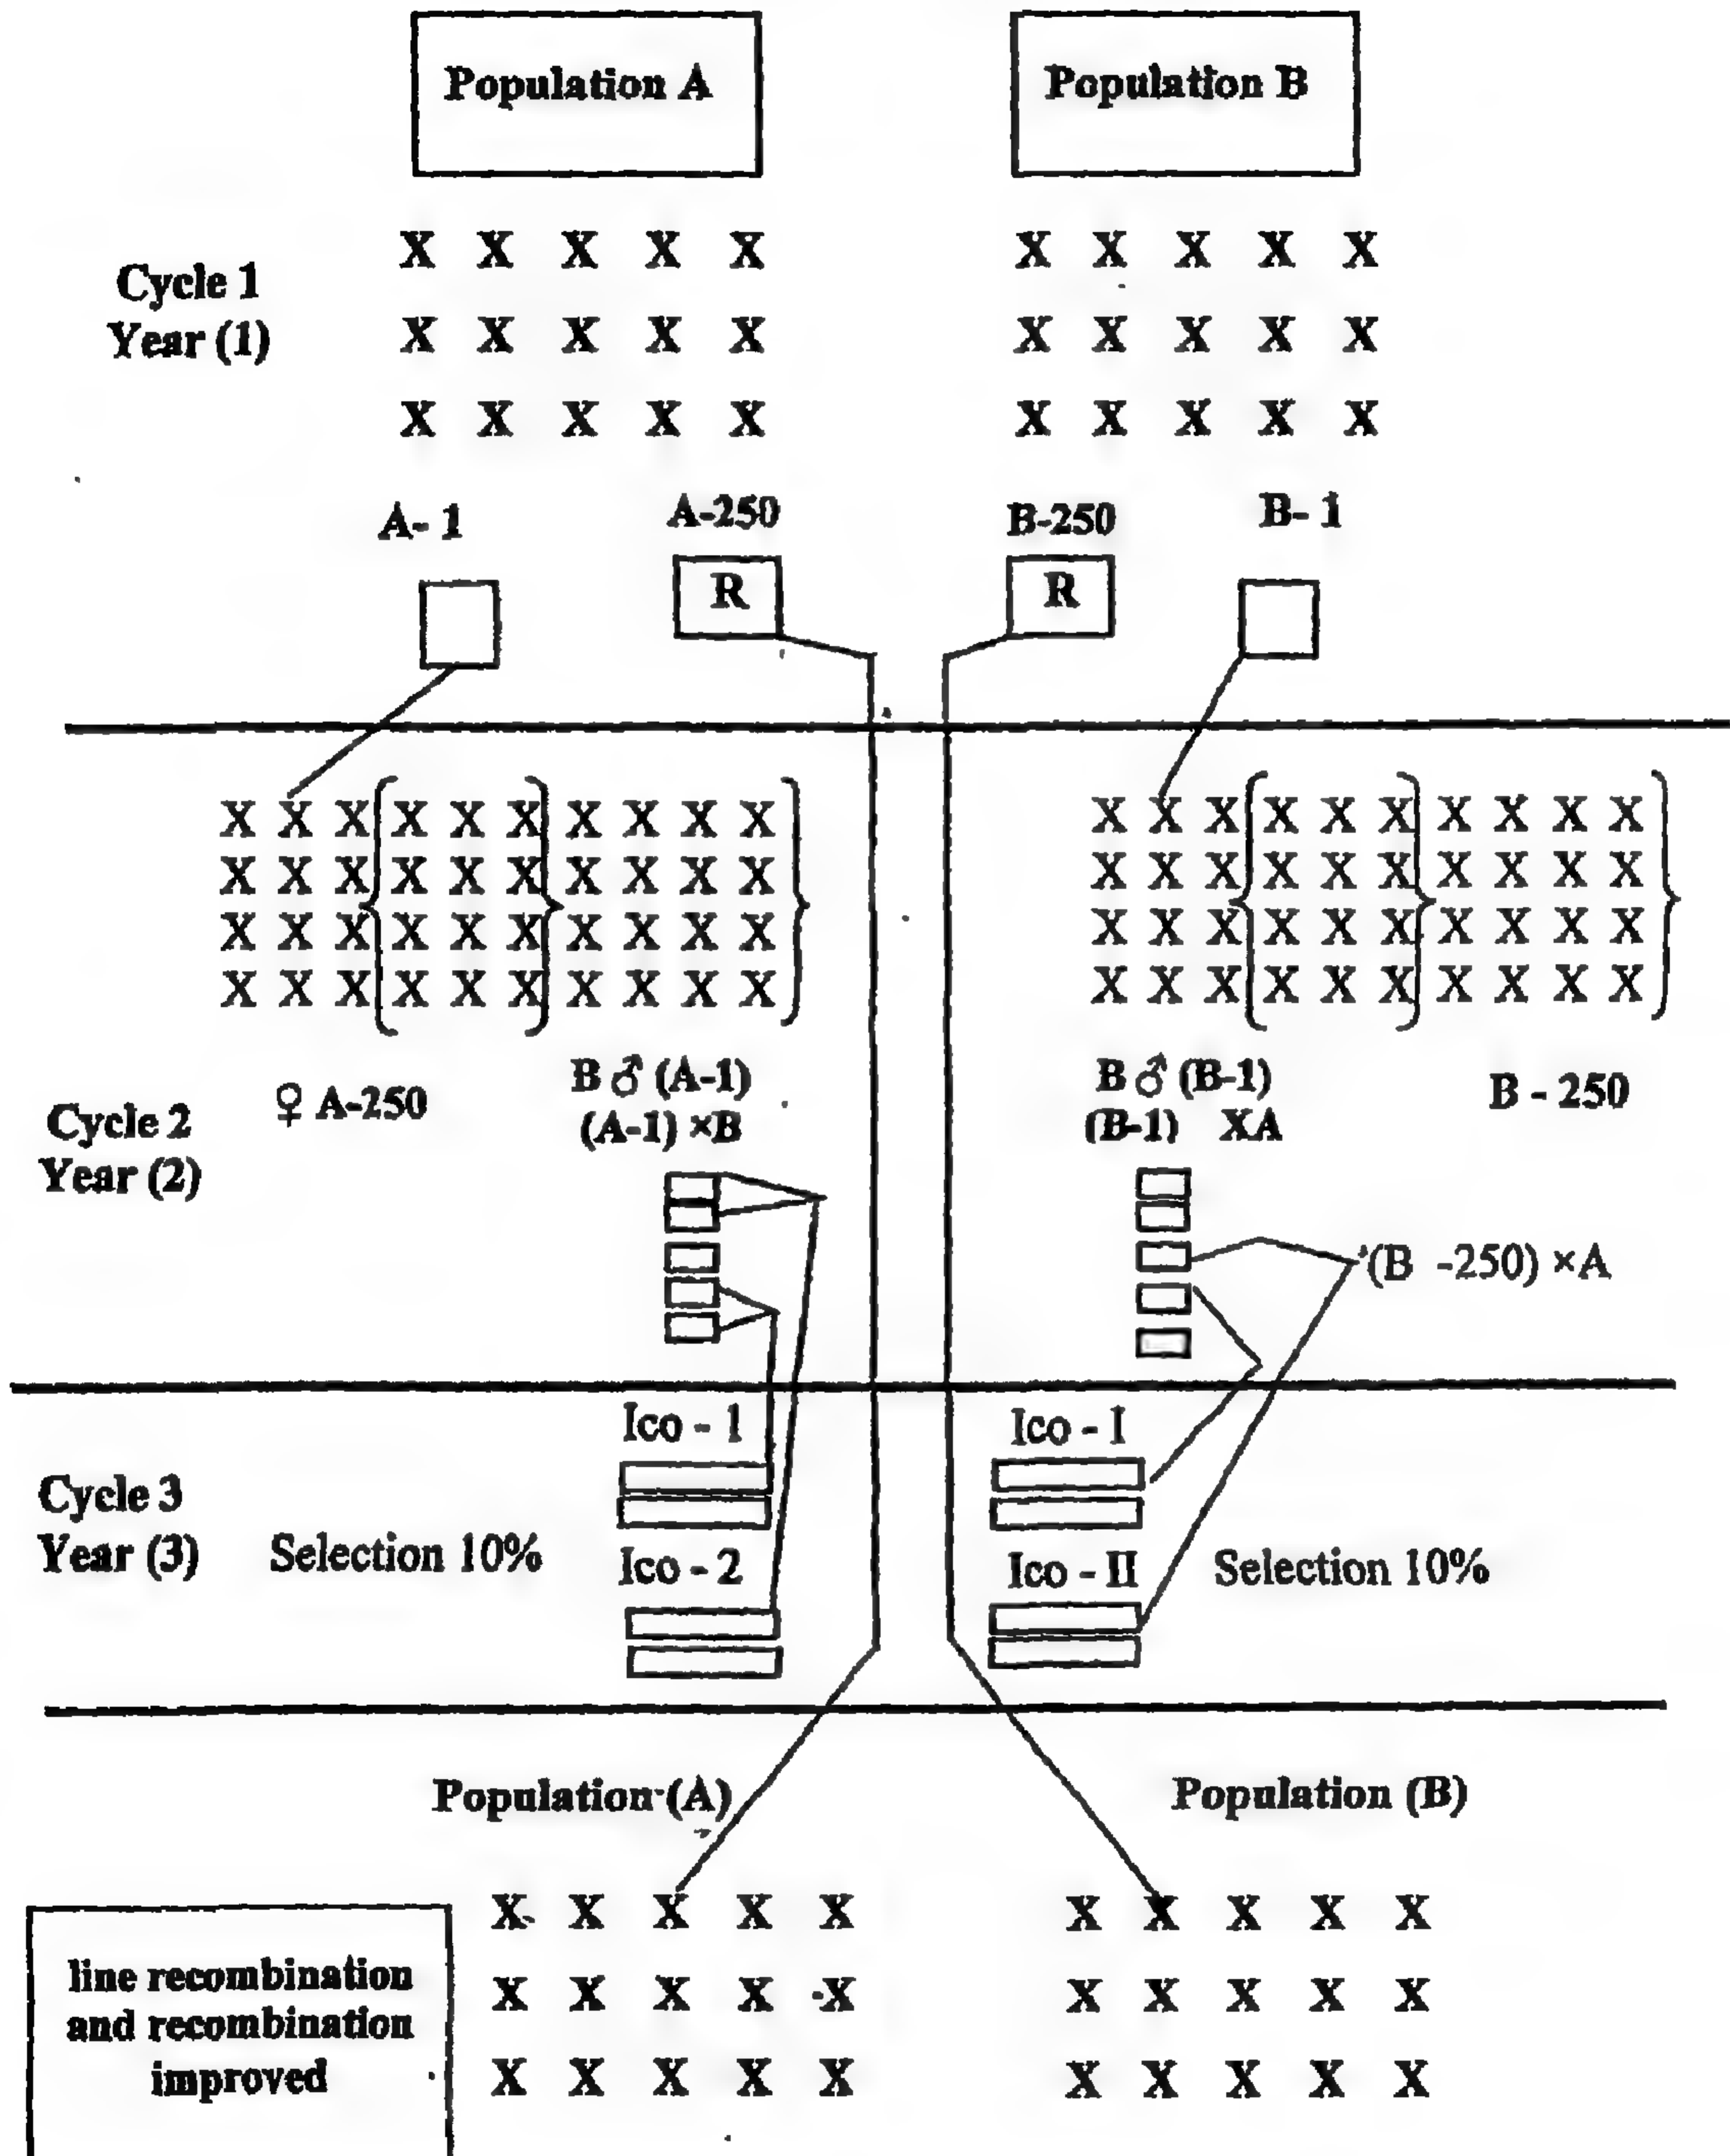 Population A
Population B
Cycle 1
Year (1)
X X X X X
X X X X X
X X X X X
X X X X X
X X X X X
X X X X X
A- 1
A-250
B-250
B- 1
R
R
X X X X X X X X X X
X X X X X X X X X X
X X X X X X X X X X
X X X X X X X X X X
X X X X X X X X X X
X X X X X X X X X X
X X X X X X X X X X
X X X X X X X X X X
Cycle 2
Year (2)
♀ A-250
B ♂ (A-1)
(A-1) ×B
B ♂ (B-1)
(B-1) XA
B - 250
(B -250) ×A
Cycle 3
Year (3)
Selection 10%
Ico - 1
Ico - 2
Ico - I
Ico - II
Selection 10%
Population (A)
Population (B)
line recombination
and recombination
improved
X X X X X
X X X X X
X X X X X
X X X X X
X X X X X
X X X X X